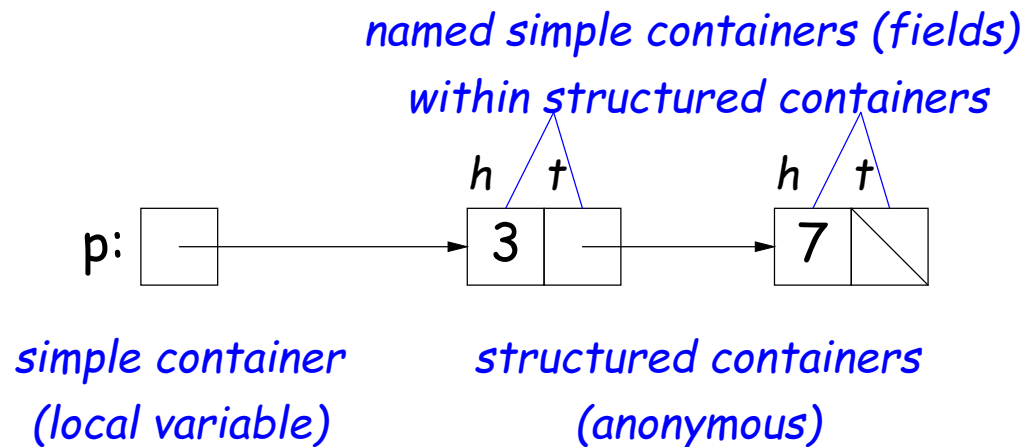 named simple containers (fields)
within structured containers
h t h t
p: 3 7
simple container structured containers
(local variable) (anonymous)